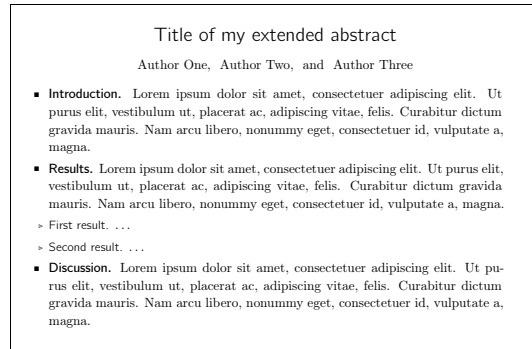 Title of my extended abstract
Author One, Author Two, and Author Three
▪ Introduction. Lorem ipsum dolor sit amet, consectetuer adipiscing elit. Ut
purus elit, vestibulum ut, placerat ac, adipiscing vitae, felis. Curabitur dictum
gravida mauris. Nam arcu libero, nonummy eget, consectetuer id, vulputate a,
magna.
▪ Results. Lorem ipsum dolor sit amet, consectetuer adipiscing elit. Ut purus elit,
vestibulum ut, placerat ac, adipiscing vitae, felis. Curabitur dictum gravida
mauris. Nam arcu libero, nonummy eget, consectetuer id, vulputate a, magna.
▹ First result. ...
▹ Second result. ...
▪ Discussion. Lorem ipsum dolor sit amet, consectetuer adipiscing elit. Ut pu-
rus elit, vestibulum ut, placerat ac, adipiscing vitae, felis. Curabitur dictum
gravida mauris. Nam arcu libero, nonummy eget, consectetuer id, vulputate a,
magna.